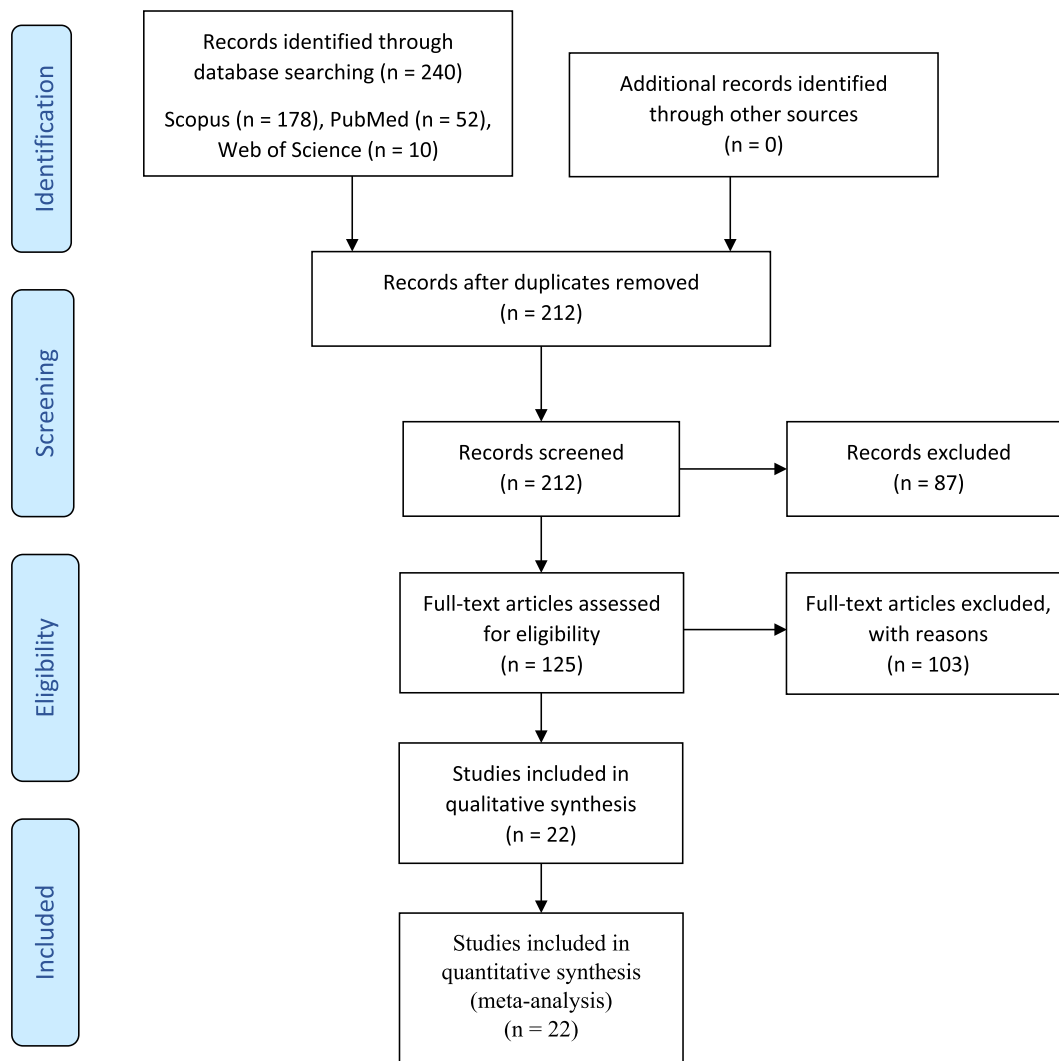 Identification
Records identified through
database searching (n = 240)
Scopus (n = 178), PubMed (n = 52),
Web of Science (n = 10)
Additional records identified
through other sources
(n = 0)
Records after duplicates removed
(n = 212)
Screening
Records screened
(n = 212)
Records excluded
(n = 87)
Eligibility
Full-text articles assessed
for eligibility
(n = 125)
Full-text articles excluded,
with reasons
(n = 103)
Studies included in
qualitative synthesis
(n = 22)
Included
Studies included in
quantitative synthesis
(meta-analysis)
(n = 22)